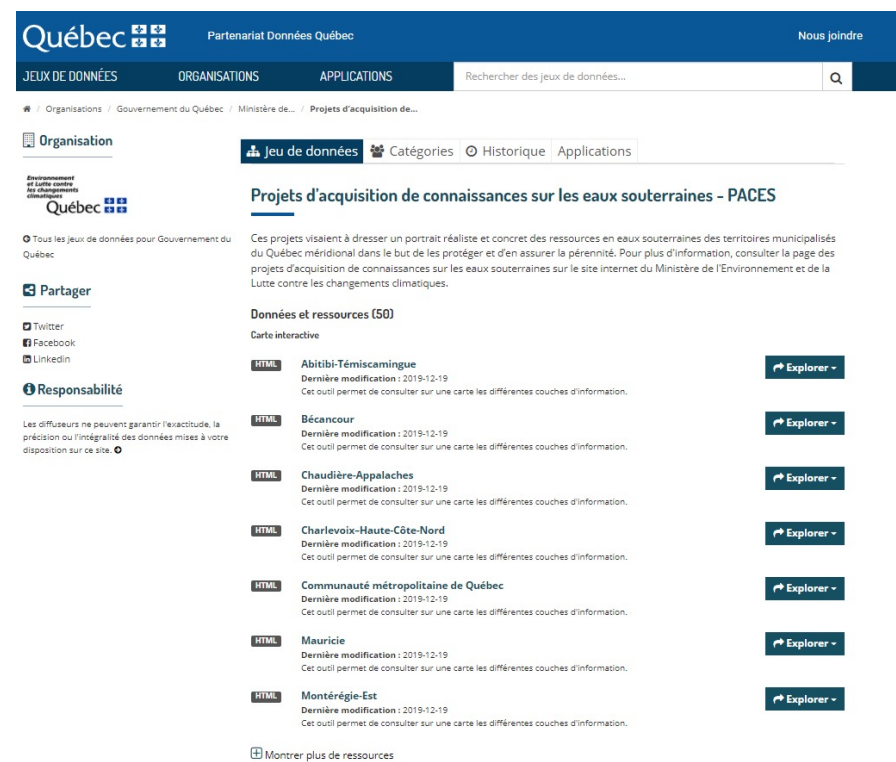 Québec
Partenariat Données Québec
Nous joindre
JEUX DE DONNÉES
ORGANISATIONS
APPLICATIONS
Rechercher des jeux de données...
/ Organisations / Gouvernement du Québec / Ministère de... / Projets d'acquisition de...
Organisation
Environnement
et Lutte contre
les changements
climatiques
Québec
Tous les jeux de données pour Gouvernement du
Québec
Partager
Twitter
Facebook
Linkedin
Responsabilité
Les diffuseurs ne peuvent garantir l'exactitude, la
précision ou l'intégralité des données mises à votre
disposition sur ce site.
Jeu de données
Catégories
Historique
Applications
Projets d'acquisition de connaissances sur les eaux souterraines - PACES
Ces projets visaient à dresser un portrait réaliste et concret des ressources en eaux souterraines des territoires municipalisés
du Québec méridional dans le but de les protéger et d'en assurer la pérennité. Pour plus d'information, consulter la page des
projets d'acquisition de connaissances sur les eaux souterraines sur le site internet du Ministère de l'Environnement et de la
Lutte contre les changements climatiques.
Données et ressources (50)
Carte interactive
HTML Abitibi-Témiscamingue Explorer
Dernière modification : 2019-12-19
Cet outil permet de consulter sur une carte les différentes couches d'information.
HTML Bécancour Explorer
Dernière modification : 2019-12-19
Cet outil permet de consulter sur une carte les différentes couches d'information.
HTML Chaudière-Appalaches Explorer
Dernière modification : 2019-12-19
Cet outil permet de consulter sur une carte les différentes couches d'information.
HTML Charlevoix–Haute-Côte-Nord Explorer
Dernière modification : 2019-12-19
Cet outil permet de consulter sur une carte les différentes couches d'information.
HTML Communauté métropolitaine de Québec Explorer
Dernière modification : 2019-12-19
Cet outil permet de consulter sur une carte les différentes couches d'information.
HTML Mauricie Explorer
Dernière modification : 2019-12-19
Cet outil permet de consulter sur une carte les différentes couches d'information.
HTML Montérégie-Est Explorer
Dernière modification : 2019-12-19
Cet outil permet de consulter sur une carte les différentes couches d'information.
Montrer plus de ressources